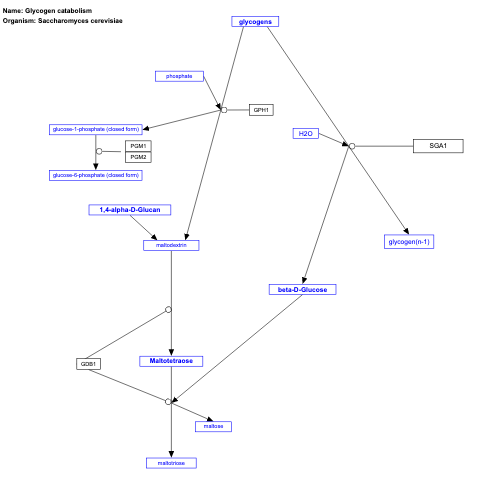 Name: Glycogen catabolism
Organism: Saccharomyces cerevisiae
glycogens
phosphate
GPH1
glucose-1-phosphate (closed form)
H2O
PGM1
SGA1
PGM2
glucose-6-phosphate (closed form)
1,4-alpha-D-Glucan
maltodextrin
glycogen(n-1)
beta-D-Glucose
Maltotetraose
GDB1
maltose
maltotriose